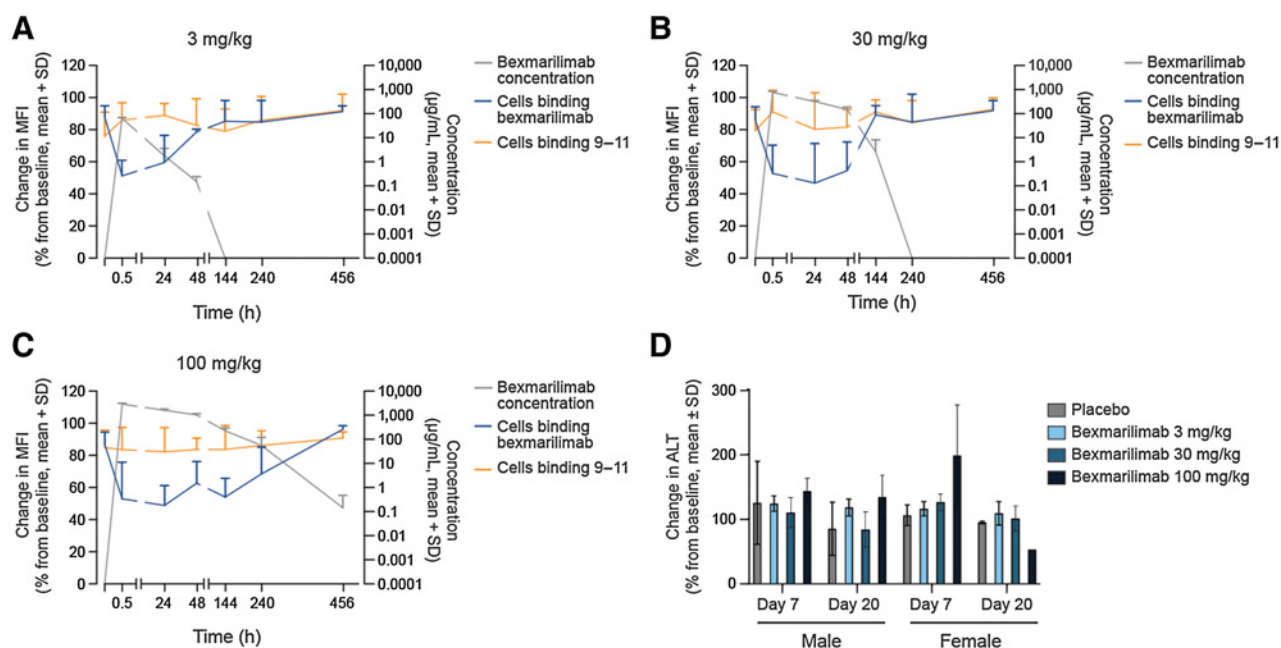 A
3 mg/kg
Change in MFI
(% from baseline, mean + SD)
120
100
80
60
40
20
0
10,000
1,000
100
10
1
0.1
0.01
0.001
0.0001
Concentration
(μg/mL, mean + SD)
0.5
24
48
144
240
456
Time (h)
Bexmarilimab
concentration
Cells binding
bexmarilimab
Cells binding 9–11
B
30 mg/kg
Change in MFI
(% from baseline, mean + SD)
120
100
80
60
40
20
0
10,000
1,000
100
10
1
0.1
0.01
0.001
0.0001
Concentration
(μg/mL, mean + SD)
0.5
24
48
144
240
456
Time (h)
Bexmarilimab
concentration
Cells binding
bexmarilimab
Cells binding 9–11
C
100 mg/kg
Change in MFI
(% from baseline, mean + SD)
120
100
80
60
40
20
0
10,000
1,000
100
10
1
0.1
0.01
0.001
0.0001
Concentration
(μg/mL, mean + SD)
0.5
24
48
144
240
456
Time (h)
Bexmarilimab
concentration
Cells binding
bexmarilimab
Cells binding 9–11
D
Change in ALT
(% from baseline, mean ± SD)
300
200
100
0
Day 7
Day 20
Day 7
Day 20
Male
Female
Placebo
Bexmarilimab 3 mg/kg
Bexmarilimab 30 mg/kg
Bexmarilimab 100 mg/kg